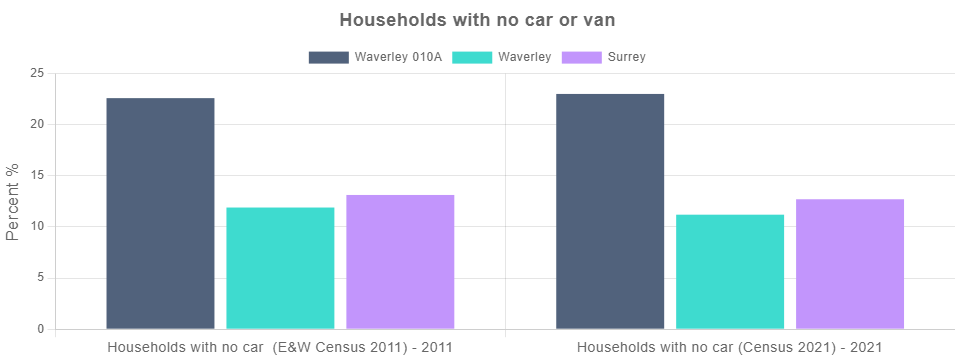 Households with no car or van
Waverley 010A Waverley Surrey
Percent %
25
20
15
10
5
0
Households with no car  (E&W Census 2011) - 2011 Households with no car (Census 2021) - 2021